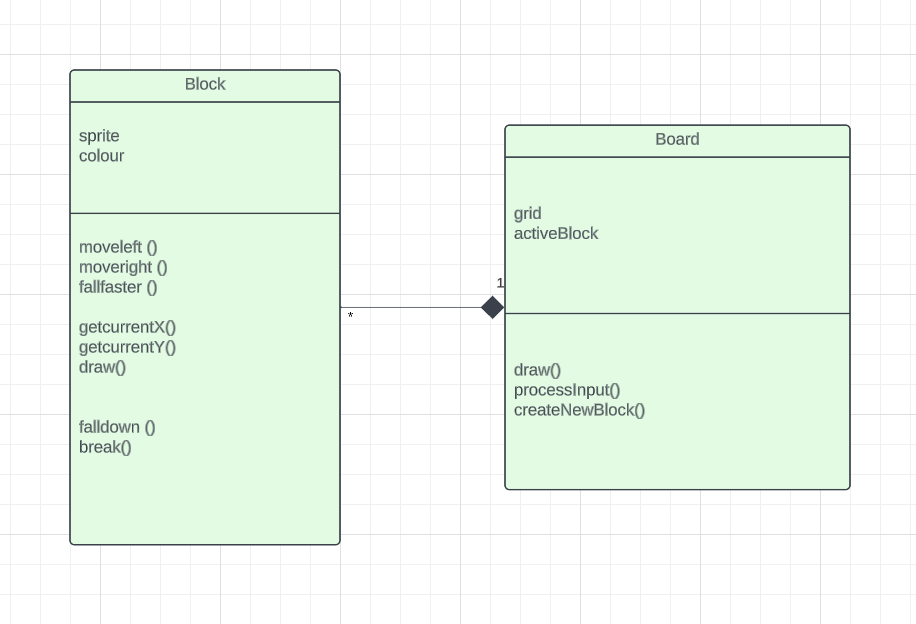 Block
sprite
colour
moveleft ()
moveright ()
fallfaster ()
getcurrentX()
getcurrentY()
draw()
falldown ()
break()
*
1
Board
grid
activeBlock
draw()
processInput()
createNewBlock()